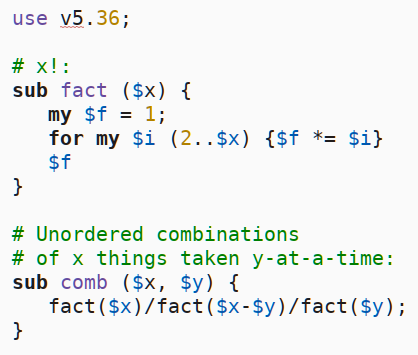 use v5.36;

# x!:
sub fact ($x) {
   my $f = 1;
   for my $i (2..$x) {$f *= $i}
   $f
}

# Unordered combinations
# of x things taken y-at-a-time:
sub comb ($x, $y) {
   fact($x)/fact($x-$y)/fact($y);
}